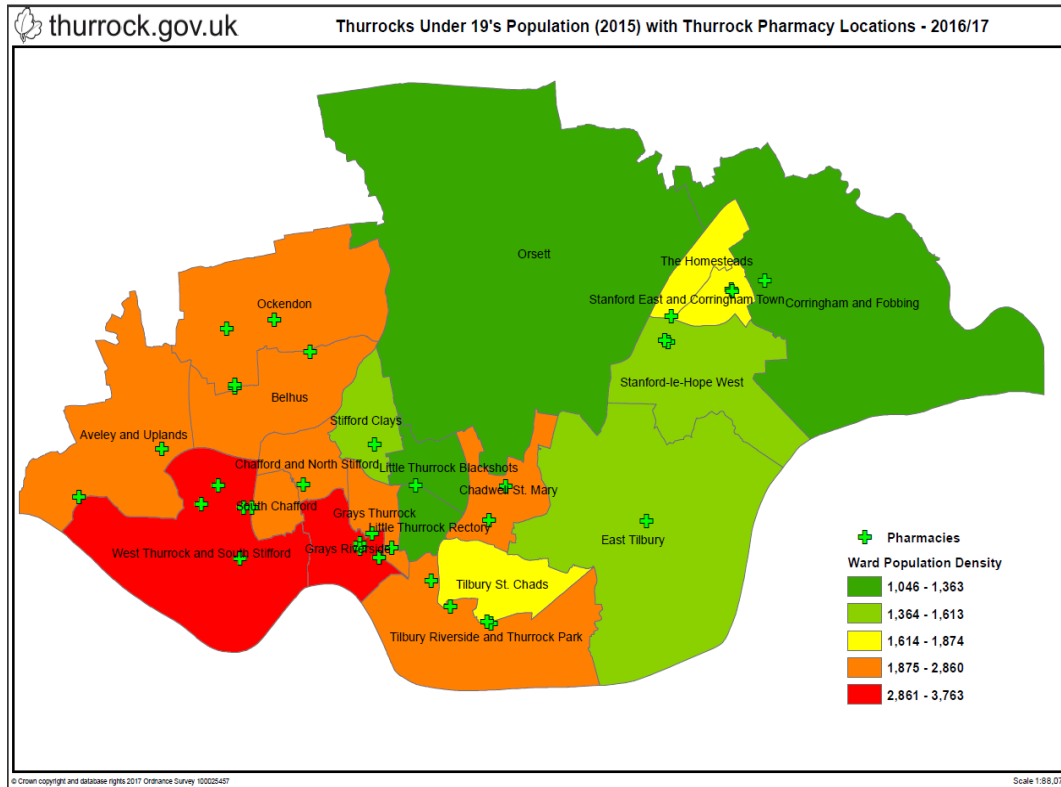 thurrock.gov.uk
Thurrocks Under 19's Population (2015) with Thurrock Pharmacy Locations - 2016/17
Orsett
The Homesteads
Ockendon
Stanford East and Corringham Town
Corringham and Fobbing
Stanford-le-Hope West
Belhus
Stifford Clays
Aveley and Uplands
Chafford and North Stifford
Little Thurrock Blackshots
Chadwell St. Mary
South Chafford
Grays Thurrock
Little Thurrock Rectory
East Tilbury
Grays Riverside
West Thurrock and South Stifford
Tilbury St. Chads
Tilbury Riverside and Thurrock Park
Pharmacies
Ward Population Density
1,046 - 1,363
1,364 - 1,613
1,614 - 1,874
1,875 - 2,860
2,861 - 3,763
© Crown copyright and database rights 2017 Ordnance Survey 100025457
Scale 1:88,07